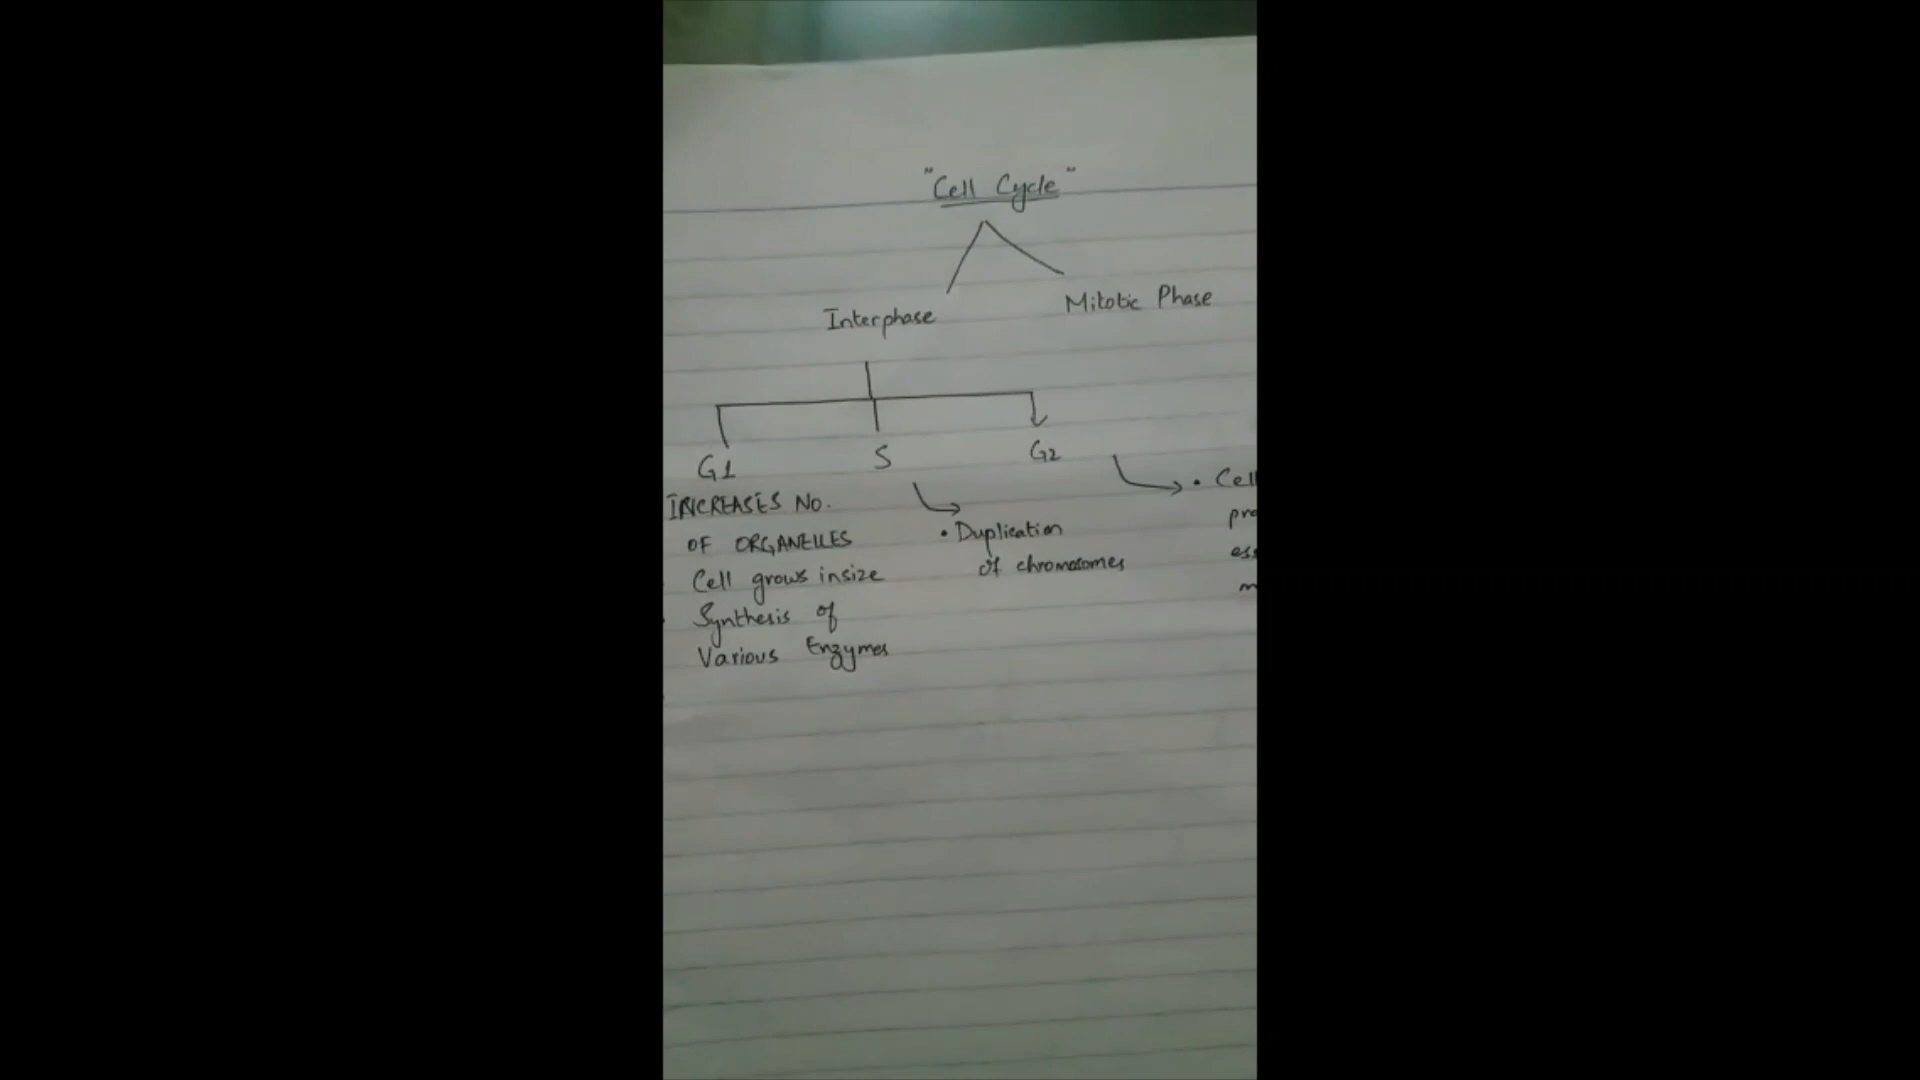 "Cell Cycle"
Interphase
Mitotic Phase
G1
S
G2
INCREASES NO.
OF ORGANELLES
Cell grows insize
Synthesis of
Various Enzymes
• Duplication
of chromosomes
• Cell